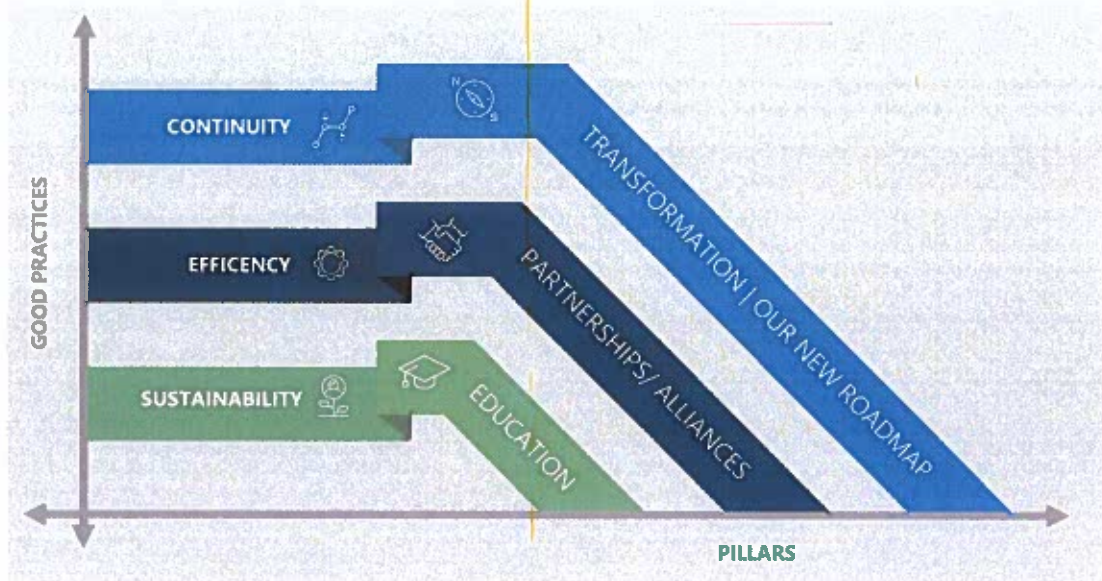 GOOD PRACTICES
CONTINUITY
N
S
TRANSFORMATION | OUR NEW ROADMAP
EFFICENCY
PARTNERSHIPS/ ALLIANCES
SUSTAINABILITY
EDUCATION
PILLARS